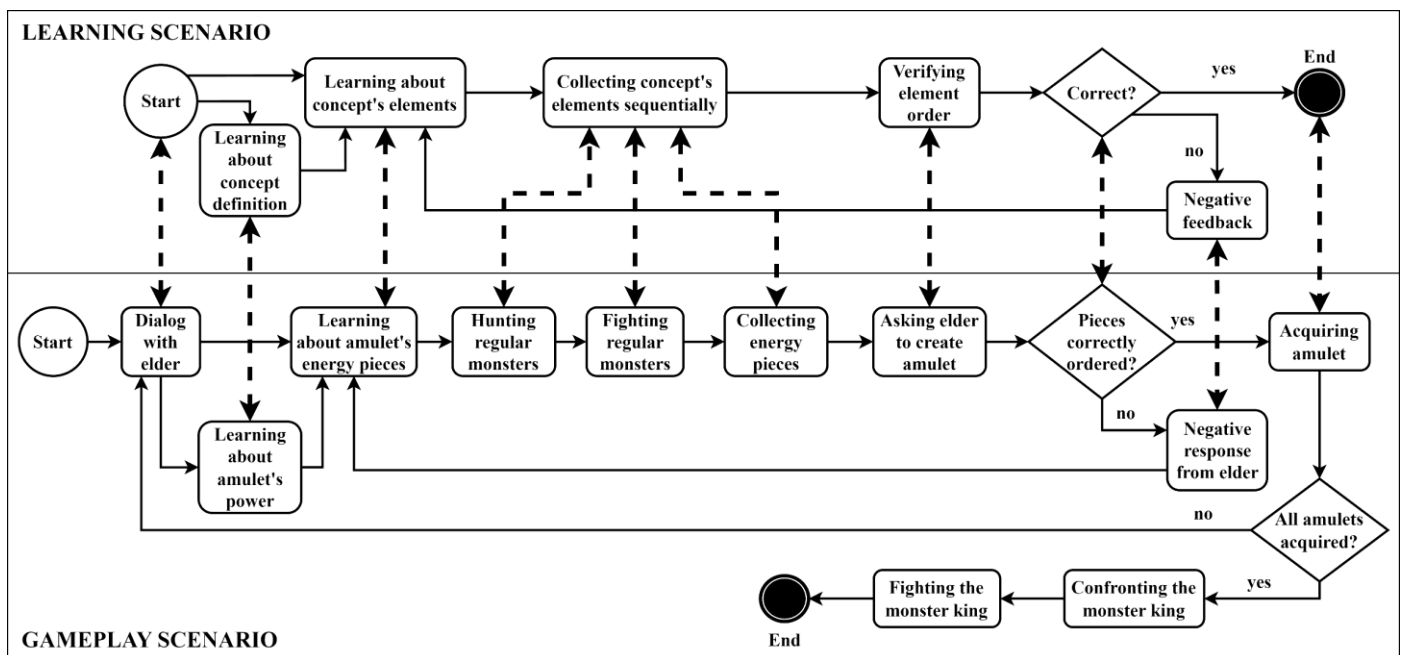 LEARNING SCENARIO
Start
Learning
about
concept
definition
Learning about
concept's elements
Collecting concept's
elements sequentially
Verifying
element
order
Correct?
yes
End
no
Negative
feedback
Start
Dialog
with
elder
Learning
about
amulet's
power
Learning
about amulet's
energy pieces
Hunting
regular
monsters
Fighting
regular
monsters
Collecting
energy
pieces
Asking elder
to create
amulet
Pieces
correctly
ordered?
yes
Acquiring
amulet
no
Negative
response
from elder
All amulets
acquired?
no
yes
Confronting the
monster king
Fighting the
monster king
End
GAMEPLAY SCENARIO